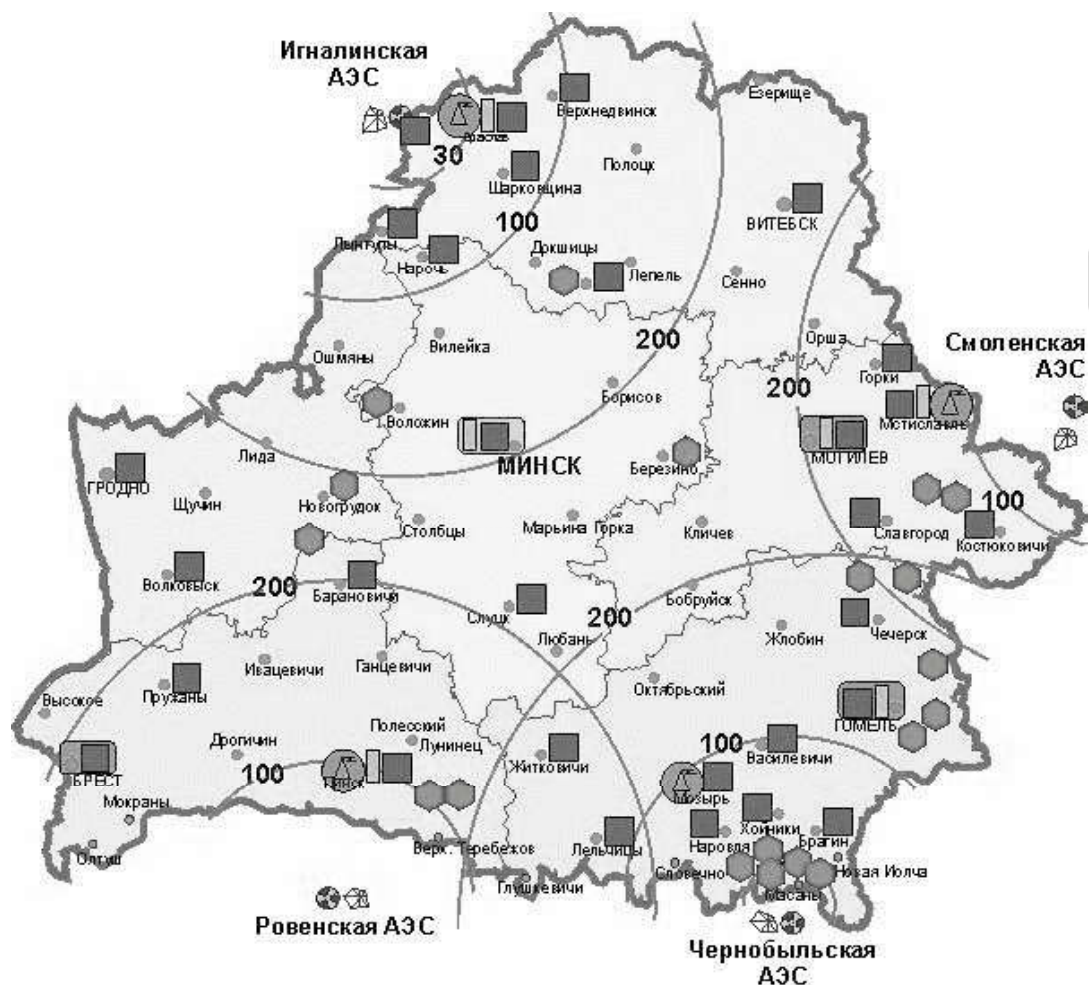 Игналинская
АЭС
Езерище
Верхнедвинск
Браслав
30
Полоцк
Шарковщина
ВИТЕБСК
100
Лынтупы
Нарочь
Докшицы
Лепель
Сенно
Орша
Смоленская
АЭС
Вилейка
200
Ошмяны
Горки
200
Борисов
Мстиславль
Воложин
МОГИЛЕВ
Лида
МИНСК
Березино
ГРОДНО
Щучин
Новогрудок
100
Столбцы
Марьина Горка
Кличев
Славгород
Костюковичи
Волковыск
200
Барановичи
Бобруйск
Слуцк
200
Чечерск
Жлобин
Любань
Ивацевичи
Ганцевичи
Октябрьский
Высокое
Пружаны
Полесский
ГОМЕЛЬ
Дрогичин
Лунинец
100
Василевичи
БРЕСТ
100
Пинск
Житковичи
Мозырь
Мокраны
Хойники
Наровля
Брагин
Олтуш
Верх. Теребежов
Лельчицы
Словечно
Новая Иолча
Глушкевичи
Масаны
Ровенская АЭС
Чернобыльская
АЭС